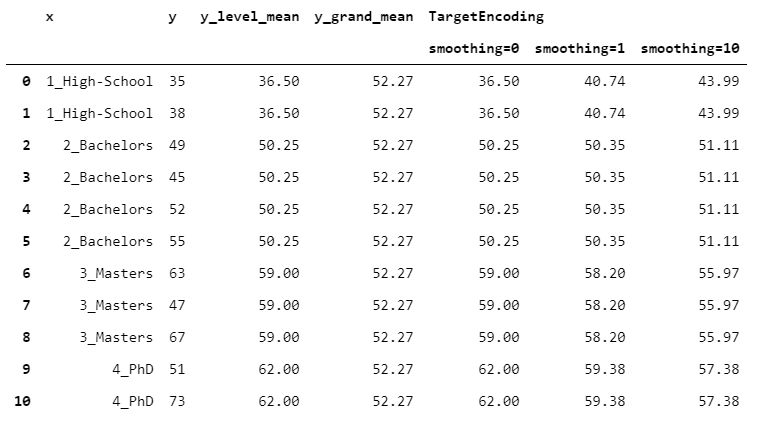 x y y_level_mean y_grand_mean TargetEncoding
smoothing=0 smoothing=1 smoothing=10
0 1_High-School 35 36.50 52.27 36.50 40.74 43.99
1 1_High-School 38 36.50 52.27 36.50 40.74 43.99
2 2_Bachelors 49 50.25 52.27 50.25 50.35 51.11
3 2_Bachelors 45 50.25 52.27 50.25 50.35 51.11
4 2_Bachelors 52 50.25 52.27 50.25 50.35 51.11
5 2_Bachelors 55 50.25 52.27 50.25 50.35 51.11
6 3_Masters 63 59.00 52.27 59.00 58.20 55.97
7 3_Masters 47 59.00 52.27 59.00 58.20 55.97
8 3_Masters 67 59.00 52.27 59.00 58.20 55.97
9 4_PhD 51 62.00 52.27 62.00 59.38 57.38
10 4_PhD 73 62.00 52.27 62.00 59.38 57.38